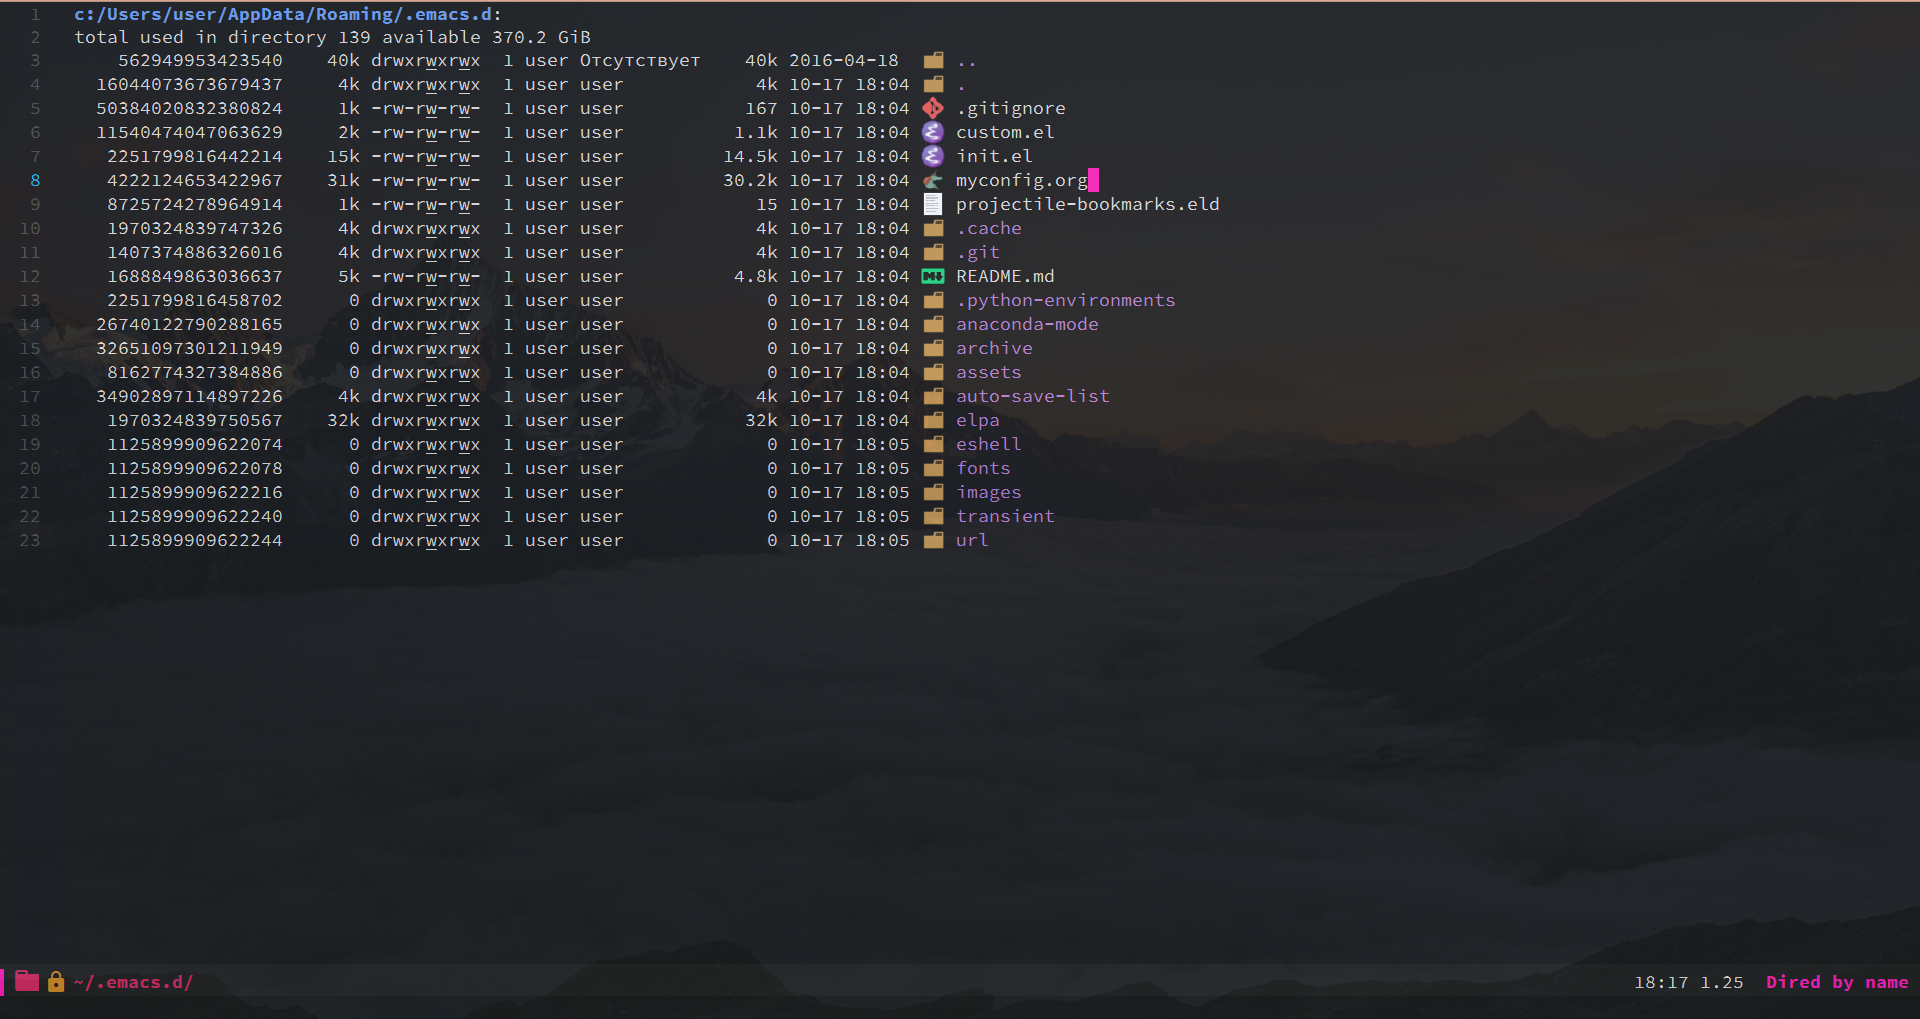 1 c:/Users/user/AppData/Roaming/.emacs.d:
2 total used in directory 139 available 370.2 GiB
3 562949953423540 40k drwxrwxrwx 1 user Отсутствует 40k 2016-04-18 ..
4 16044073673679437 4k drwxrwxrwx 1 user user 4k 10-17 18:04 .
5 50384020832380824 1k -rw-rw-rw- 1 user user 167 10-17 18:04 .gitignore
6 11540474047063629 2k -rw-rw-rw- 1 user user 1.1k 10-17 18:04 custom.el
7 2251799816442214 15k -rw-rw-rw- 1 user user 14.5k 10-17 18:04 init.el
8 4222124653422967 31k -rw-rw-rw- 1 user user 30.2k 10-17 18:04 myconfig.org
9 8725724278964914 1k -rw-rw-rw- 1 user user 15 10-17 18:04 projectile-bookmarks.eld
10 1970324839747326 4k drwxrwxrwx 1 user user 4k 10-17 18:04 .cache
11 1407374886326016 4k drwxrwxrwx 1 user user 4k 10-17 18:04 .git
12 1688849863036637 5k -rw-rw-rw- 1 user user 4.8k 10-17 18:04 README.md
13 2251799816458702 0 drwxrwxrwx 1 user user 0 10-17 18:04 .python-environments
14 26740122790288165 0 drwxrwxrwx 1 user user 0 10-17 18:04 anaconda-mode
15 32651097301211949 0 drwxrwxrwx 1 user user 0 10-17 18:04 archive
16 8162774327384886 0 drwxrwxrwx 1 user user 0 10-17 18:04 assets
17 34902897114897226 4k drwxrwxrwx 1 user user 4k 10-17 18:04 auto-save-list
18 1970324839750567 32k drwxrwxrwx 1 user user 32k 10-17 18:04 elpa
19 1125899909622074 0 drwxrwxrwx 1 user user 0 10-17 18:05 eshell
20 1125899909622078 0 drwxrwxrwx 1 user user 0 10-17 18:05 fonts
21 1125899909622216 0 drwxrwxrwx 1 user user 0 10-17 18:05 images
22 1125899909622240 0 drwxrwxrwx 1 user user 0 10-17 18:05 transient
23 1125899909622244 0 drwxrwxrwx 1 user user 0 10-17 18:05 url
~/.emacs.d/ 18:17 1.25 Dired by name